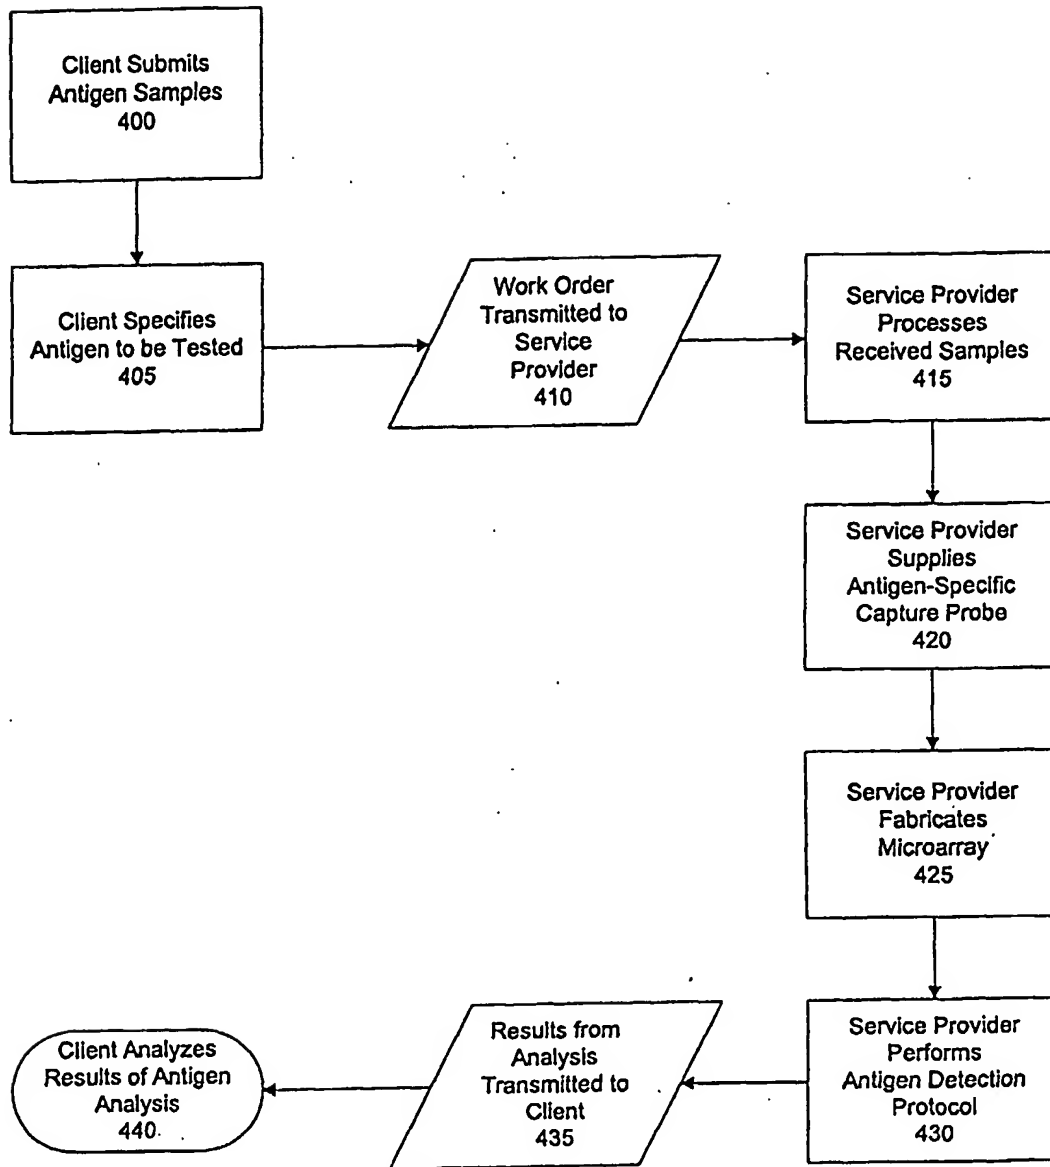 Client Submits
Antigen Samples
400
Client Specifies
Antigen to be Tested
405
Work Order
Transmitted to
Service
Provider
410
Service Provider
Processes
Received Samples
415
Service Provider
Supplies
Antigen-Specific
Capture Probe
420
Service Provider
Fabricates
Microarray
425
Service Provider
Performs
Antigen Detection
Protocol
430
Results from
Analysis
Transmitted to
Client
435
Client Analyzes
Results of Antigen
Analysis
440